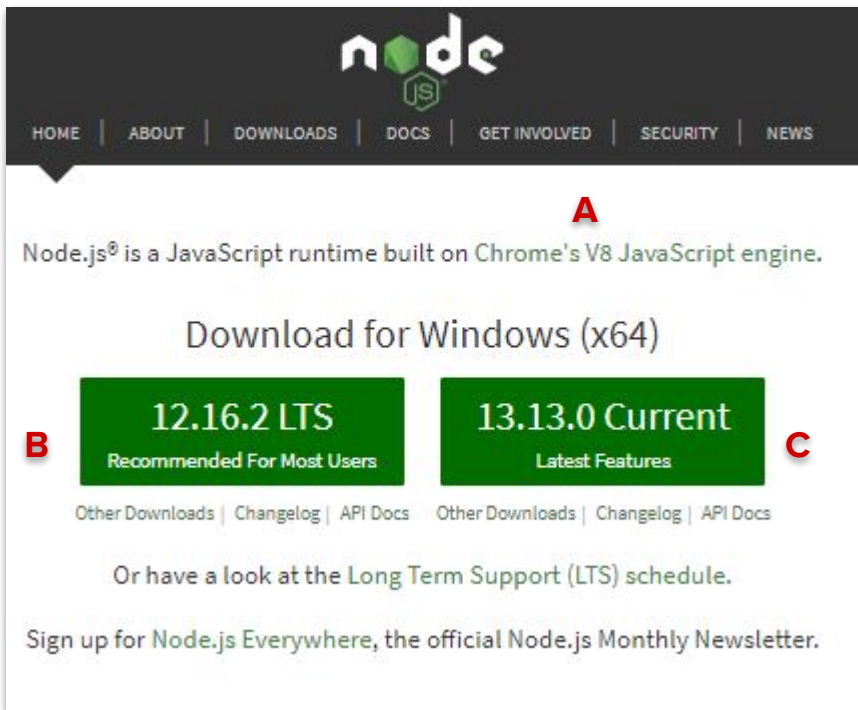 node
JS
HOME | ABOUT | DOWNLOADS | DOCS | GET INVOLVED | SECURITY | NEWS
A
Node.js® is a JavaScript runtime built on Chrome's V8 JavaScript engine.
Download for Windows (x64)
B
12.16.2 LTS
Recommended For Most Users
13.13.0 Current
Latest Features
C
Other Downloads | Changelog | API Docs
Other Downloads | Changelog | API Docs
Or have a look at the Long Term Support (LTS) schedule.
Sign up for Node.js Everywhere, the official Node.js Monthly Newsletter.